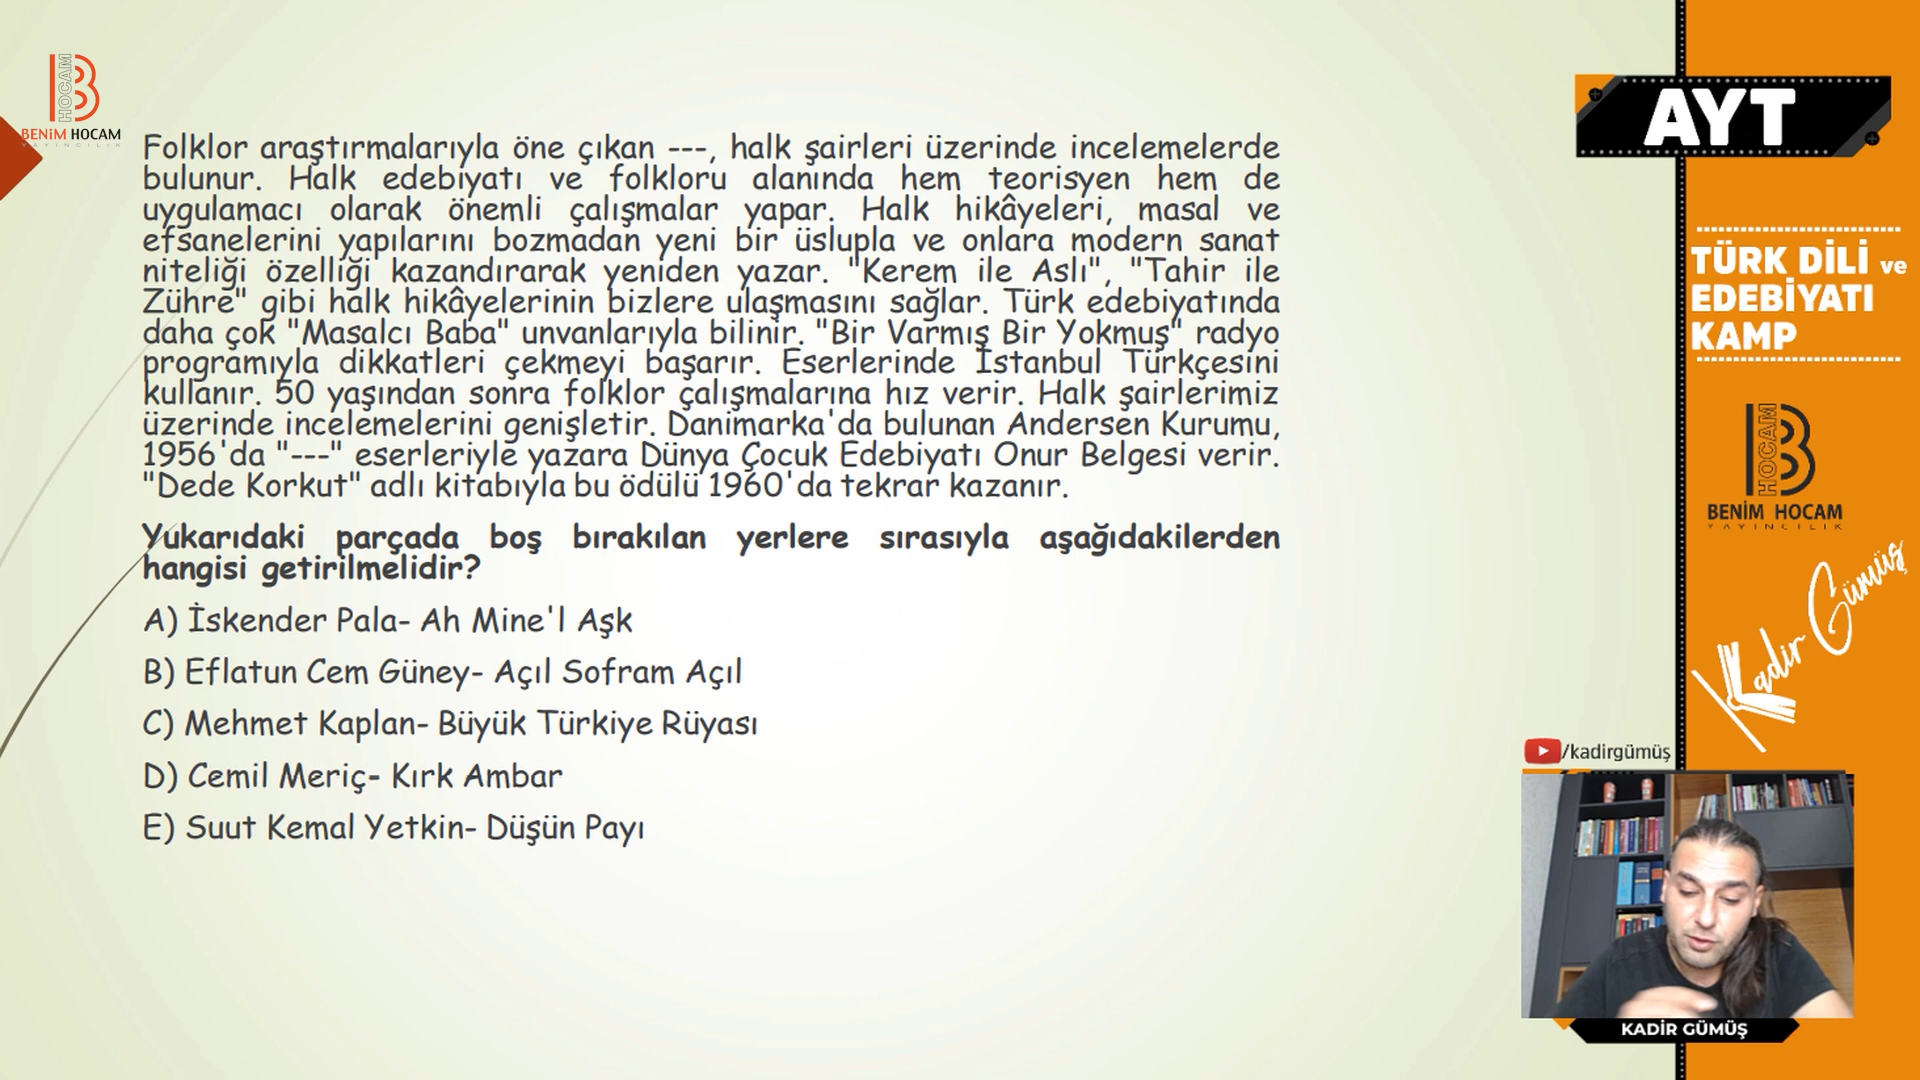 HOCAM
BENİM HOCAM
YAYINCILIK
Folklor araştırmalarıyla öne çıkan ---, halk şairleri üzerinde incelemelerde
bulunur. Halk edebiyatı ve folkloru alanında hem teorisyen hem de
uygulamacı olarak önemli çalışmalar yapar. Halk hikâyeleri, masal ve
efsanelerini yapılarını bozmadan yeni bir üslupla ve onlara modern sanat
niteliği özelliği kazandırarak yeniden yazar. "Kerem ile Aslı", "Tahir ile
Zühre" gibi halk hikâyelerinin bizlere ulaşmasını sağlar. Türk edebiyatında
daha çok "Masalcı Baba" unvanlarıyla bilinir. "Bir Varmış Bir Yokmuş" radyo
programıyla dikkatleri çekmeyi başarır. Eserlerinde İstanbul Türkçesini
kullanır. 50 yaşından sonra folklor çalışmalarına hız verir. Halk şairlerimiz
üzerinde incelemelerini genişletir. Danimarka'da bulunan Andersen Kurumu,
1956'da "---" eserleriyle yazara Dünya Çocuk Edebiyatı Onur Belgesi verir.
"Dede Korkut" adlı kitabıyla bu ödülü 1960'da tekrar kazanır.
Yukarıdaki parçada boş bırakılan yerlere sırasıyla aşağıdakilerden
hangisi getirilmelidir?
A) İskender Pala- Ah Mine'l Aşk
B) Eflatun Cem Güney- Açıl Sofram Açıl
C) Mehmet Kaplan- Büyük Türkiye Rüyası
D) Cemil Meriç- Kırk Ambar
E) Suut Kemal Yetkin- Düşün Payı
AYT
TÜRK DİLİ ve
EDEBİYATI
KAMP
HOCAM
BENİM HOCAM
YAYINCILIK
Kadir Gümüş
/kadirgümüş
KADİR GÜMÜŞ